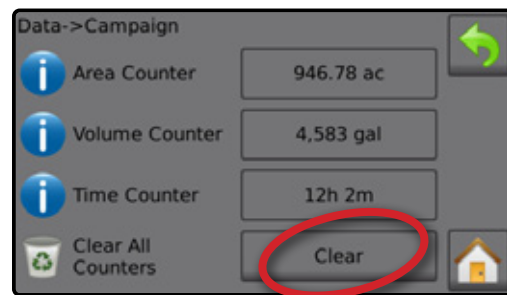 Data->Campaign
Area Counter 946.78 ac
Volume Counter 4,583 gal
Time Counter 12h 2m
Clear All
Counters Clear